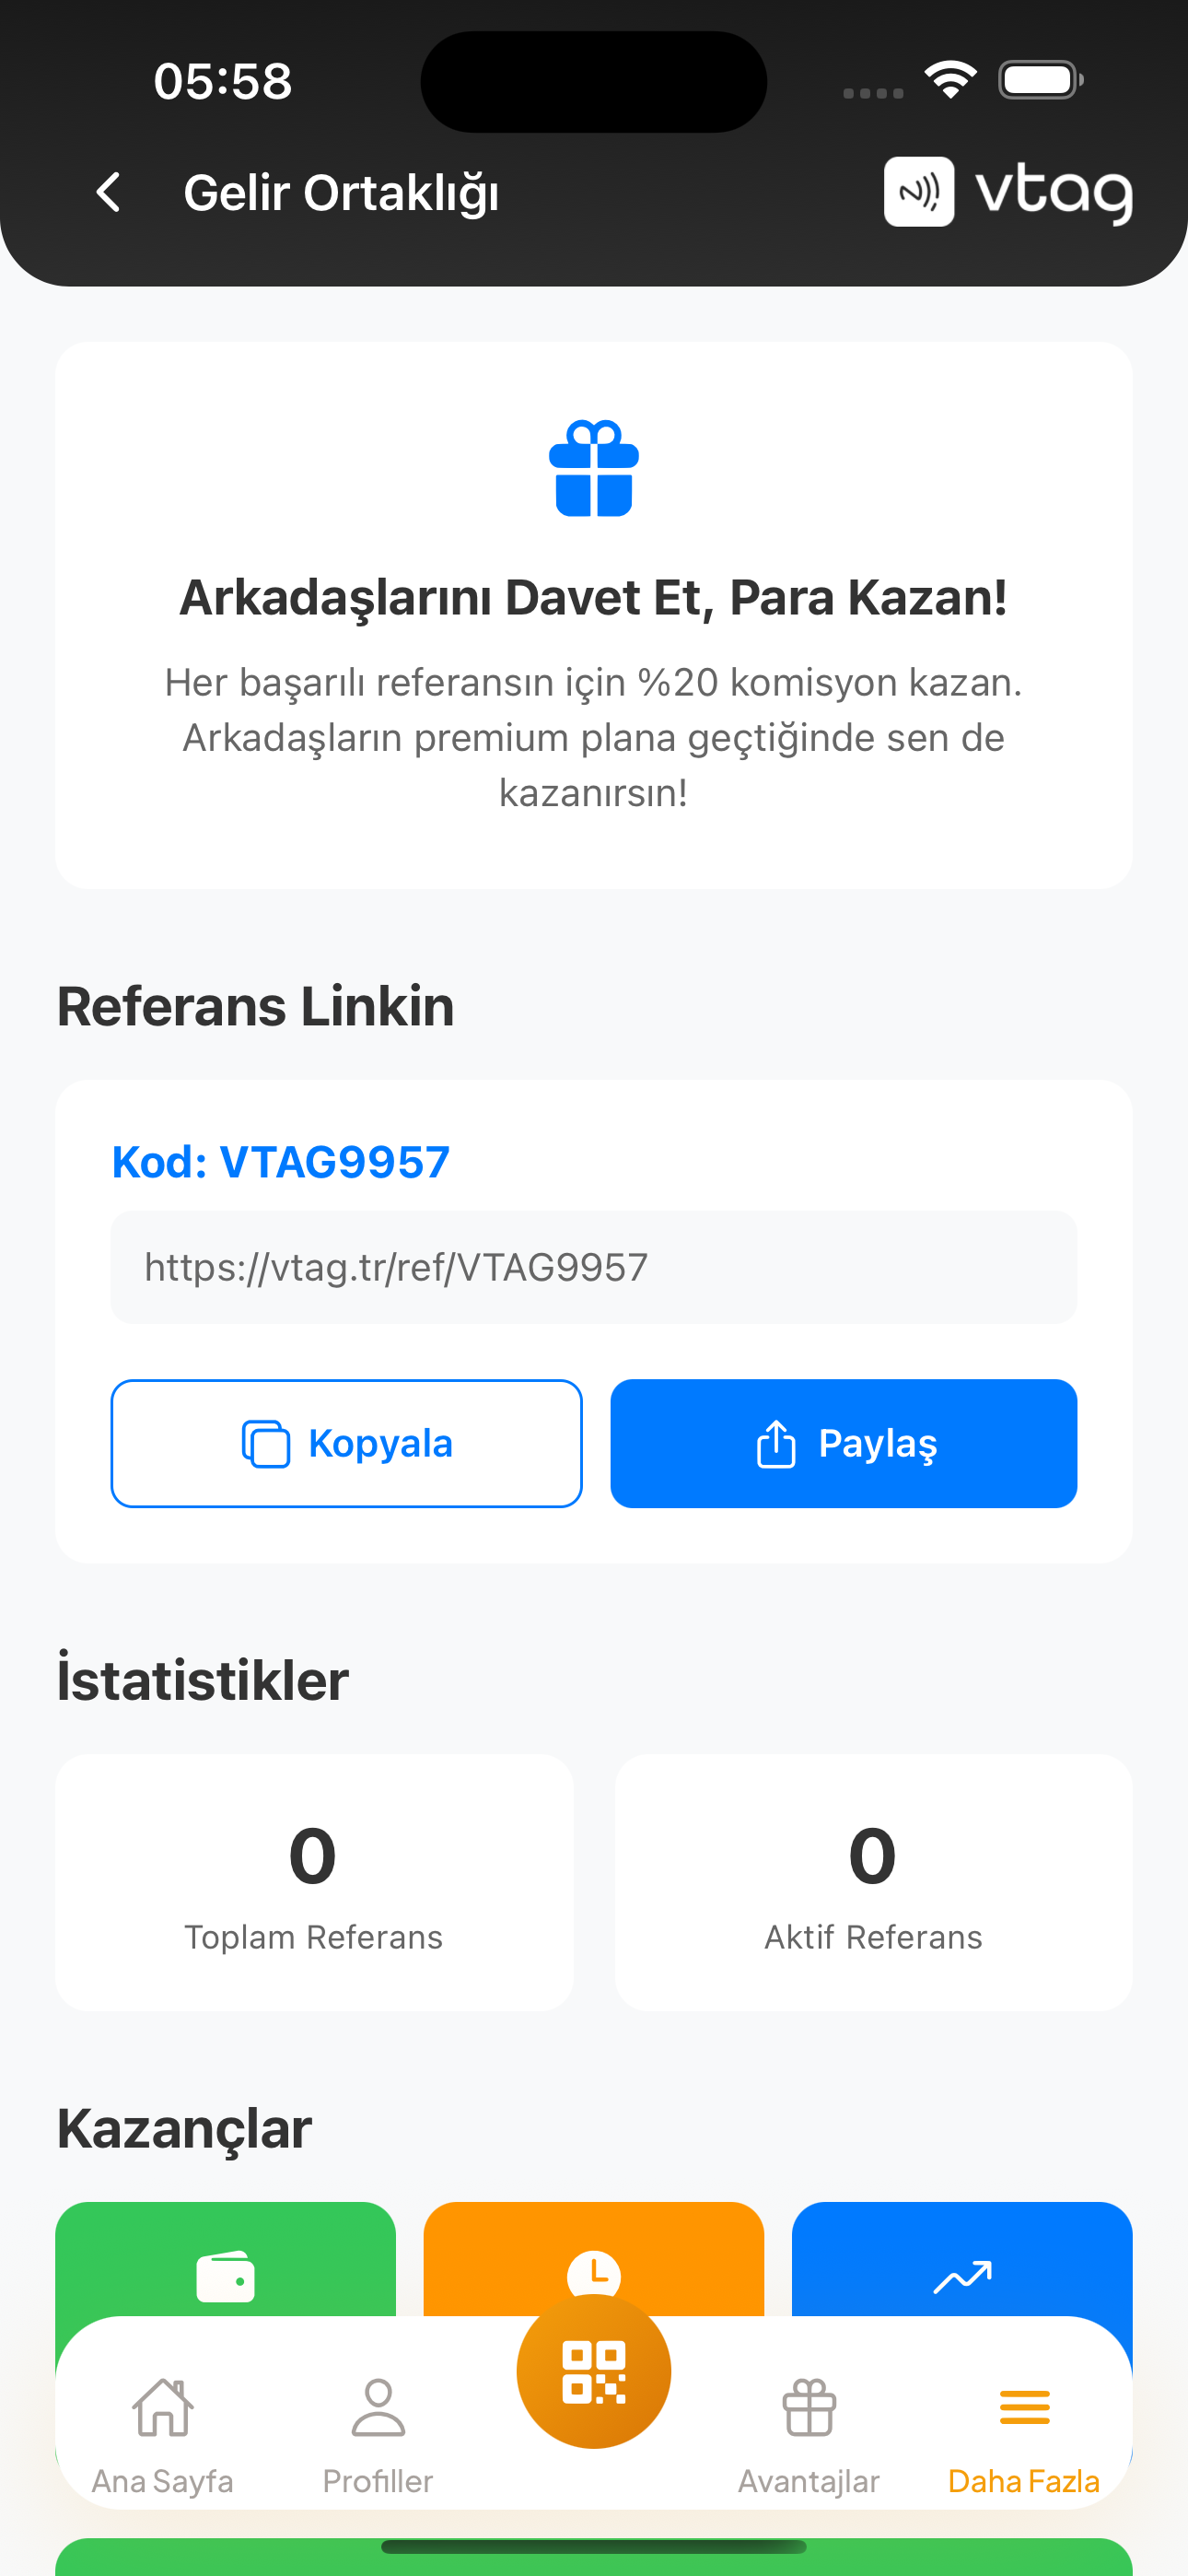 05:58
Gelir Ortaklığı
vtag
Arkadaşlarını Davet Et, Para Kazan!
Her başarılı referansın için %20 komisyon kazan.
Arkadaşların premium plana geçtiğinde sen de
kazanırsın!
Referans Linkin
Kod: VTAG9957
https://vtag.tr/ref/VTAG9957
Kopyala
Paylaş
İstatistikler
0
Toplam Referans
0
Aktif Referans
Kazançlar
Ana Sayfa
Profiller
Avantajlar
Daha Fazla